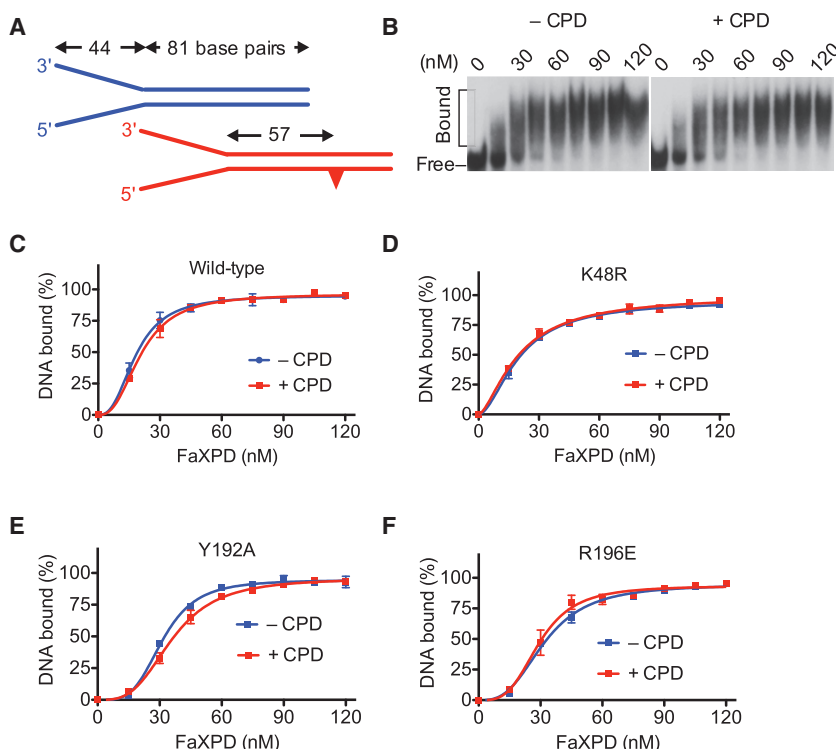 A
44
81 base pairs
3'
5'
3'
57
5'
B
– CPD
+ CPD
(nM)
0
30
60
90
120
0
30
60
90
120
Bound
Free–
C
Wild-type
DNA bound (%)
100
75
50
25
0
– CPD
+ CPD
0
30
60
90
120
FaXPD (nM)
D
K48R
DNA bound (%)
100
75
50
25
0
– CPD
+ CPD
0
30
60
90
120
FaXPD (nM)
E
Y192A
DNA bound (%)
100
75
50
25
0
– CPD
+ CPD
0
30
60
90
120
FaXPD (nM)
F
R196E
DNA bound (%)
100
75
50
25
0
– CPD
+ CPD
0
30
60
90
120
FaXPD (nM)